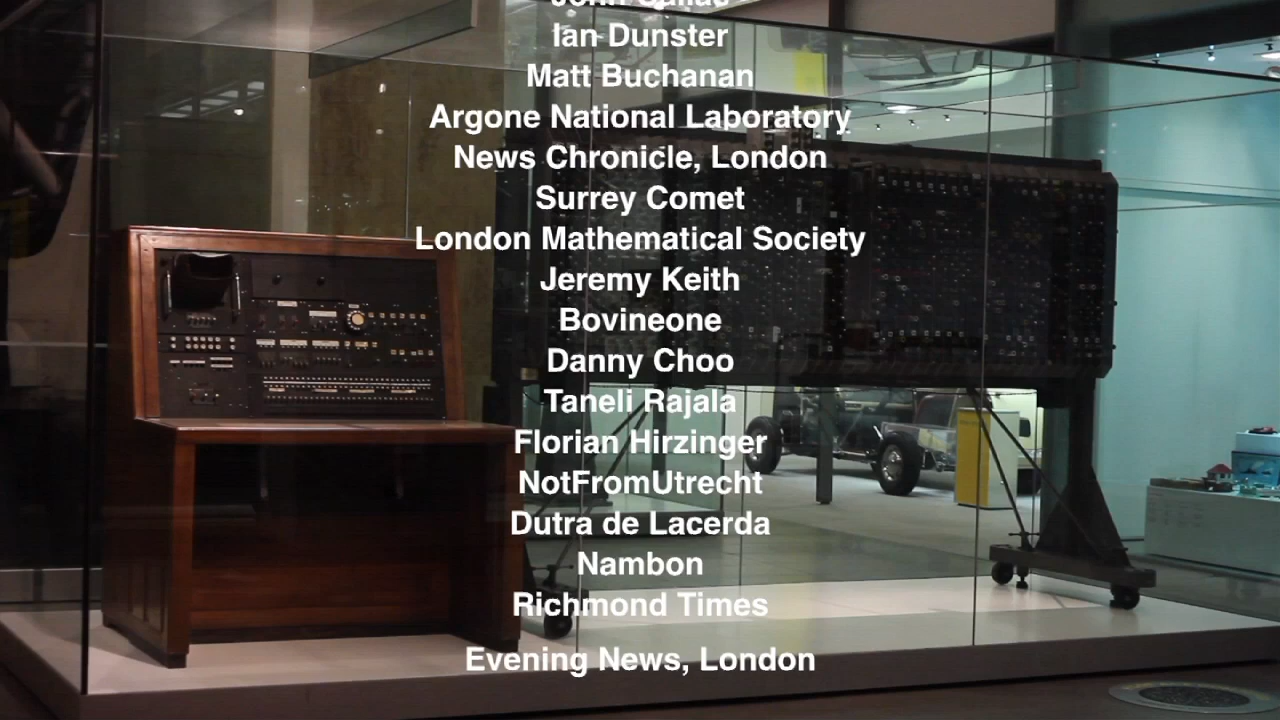 Ian Dunster
Matt Buchanan
Argone National Laboratory
News Chronicle, London
Surrey Comet
London Mathematical Society
Jeremy Keith
Bovineone
Danny Choo
Taneli Rajala
Florian Hirzinger
NotFromUtrecht
Dutra de Lacerda
Nambon
Richmond Times
Evening News, London